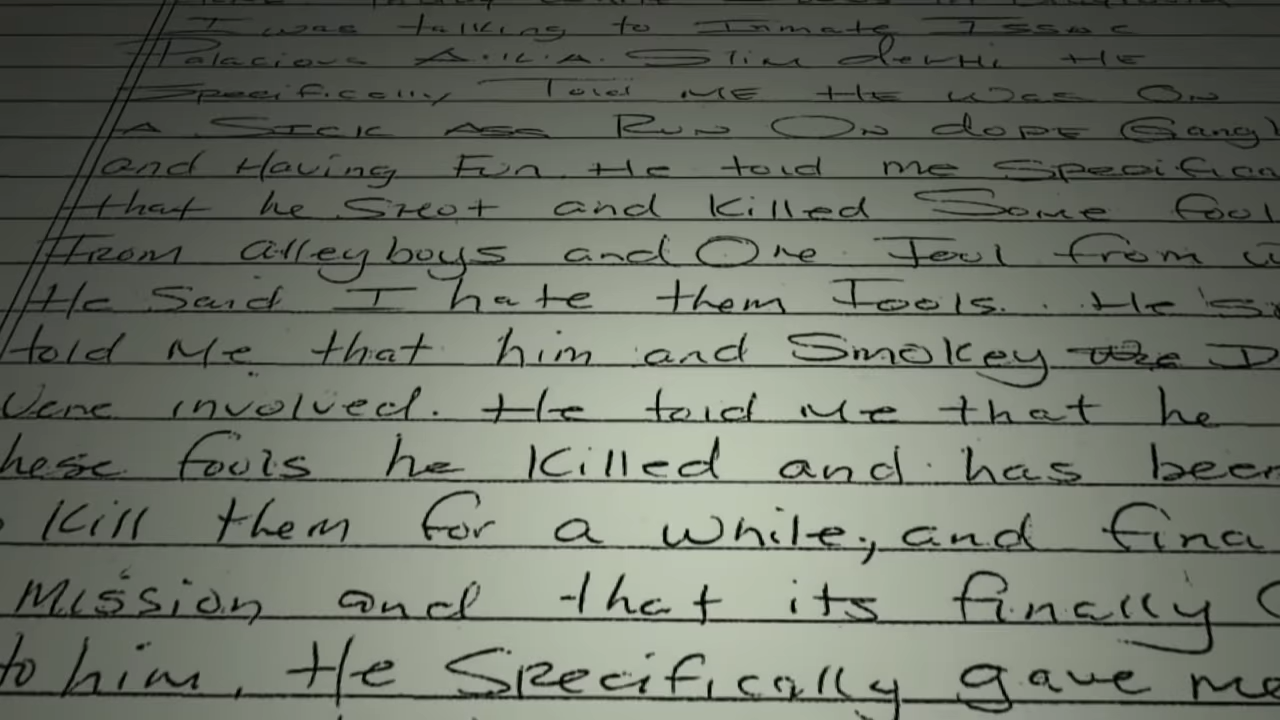 I was talking to Inmate Issac
Palacious A.K.A. Slim devil HE
Specifically Told ME HE was On
A SICK ASS RUN ON dOPE (Gang)
and Having Fun He told me Specifica
that he SHOt and Killed Some fool
From alleyboys and One Foul from
He Said I hate them Fools. He
told Me that him and Smokey
Were involved. He told Me that he
hese fools he Killed and has been
Kill them for a while, and fina
Mission and that its finally
to him. He Specifically gave me